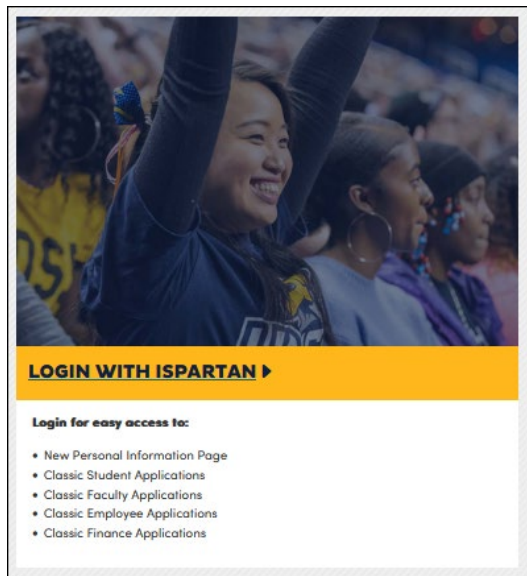 LOGIN WITH ISPARTAN
Login for easy access to:
• New Personal Information Page
• Classic Student Applications
• Classic Faculty Applications
• Classic Employee Applications
• Classic Finance Applications